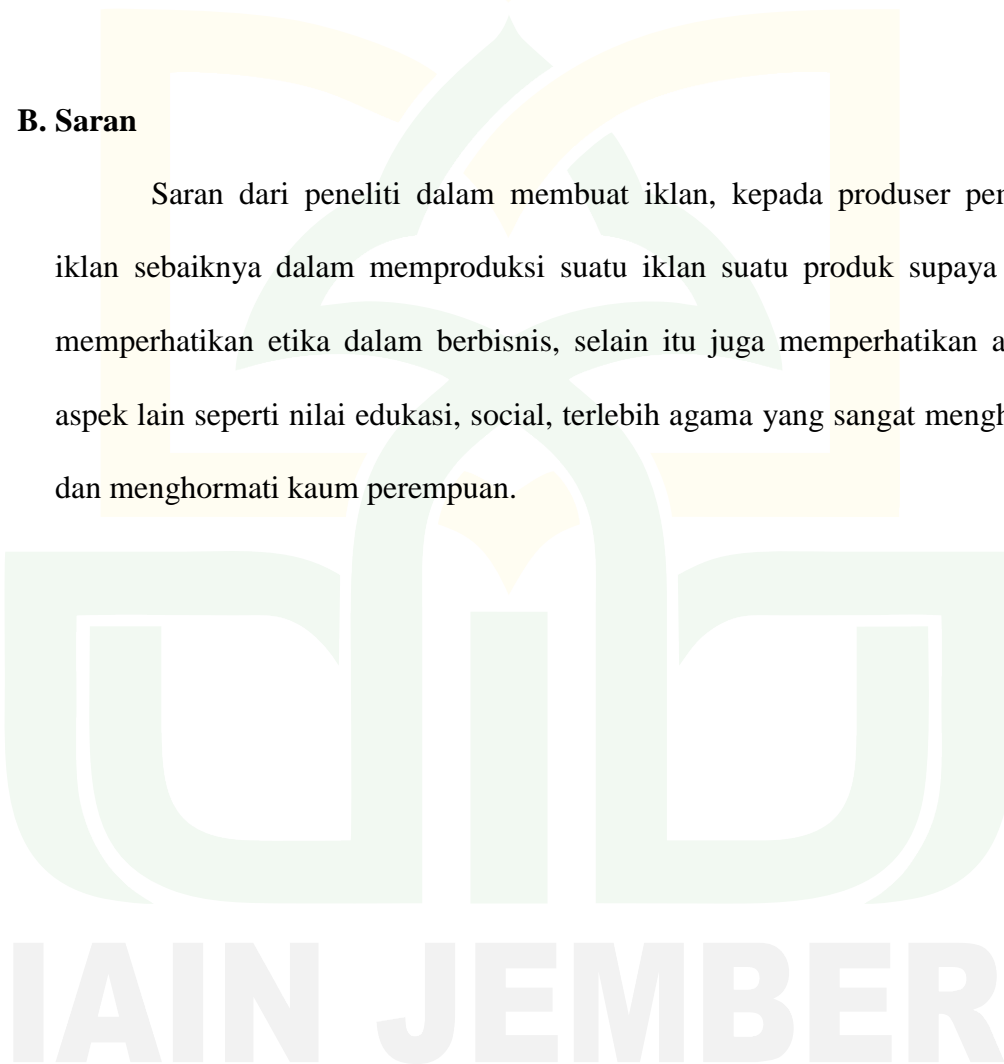 B. Saran
Saran dari peneliti dalam membuat iklan, kepada produser
iklan sebaiknya dalam memproduksi suatu iklan suatu produk supaya
memperhatikan etika dalam berbisnis, selain itu juga memperhatikan
aspek lain seperti nilai edukasi, social, terlebih agama yang sangat
dan menghormati kaum perempuan.
IAIN JEMBER